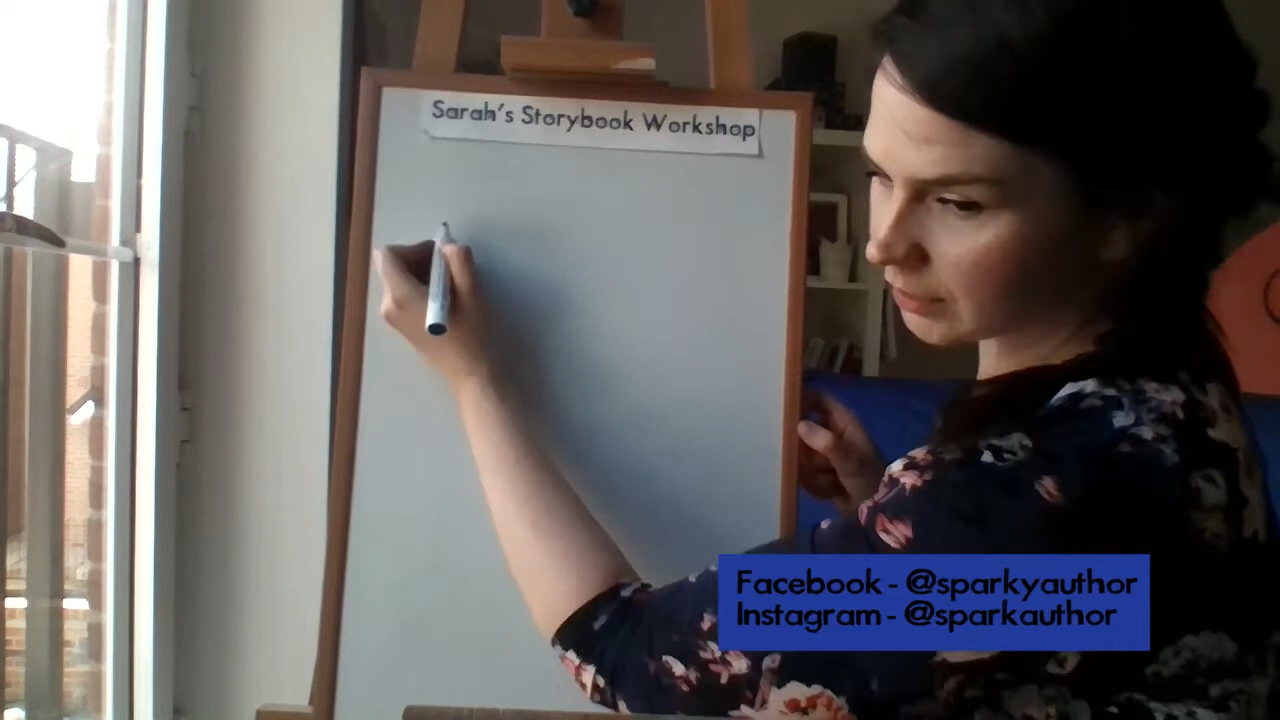 Sarah's Storybook Workshop
Facebook - @sparkyauthor
Instagram - @sparkauthor